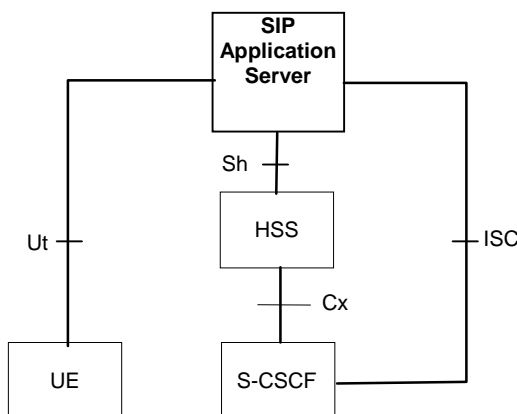 SIP
Application
Server
Sh
HSS
Ut
ISC
Cx
UE
S-CSCF